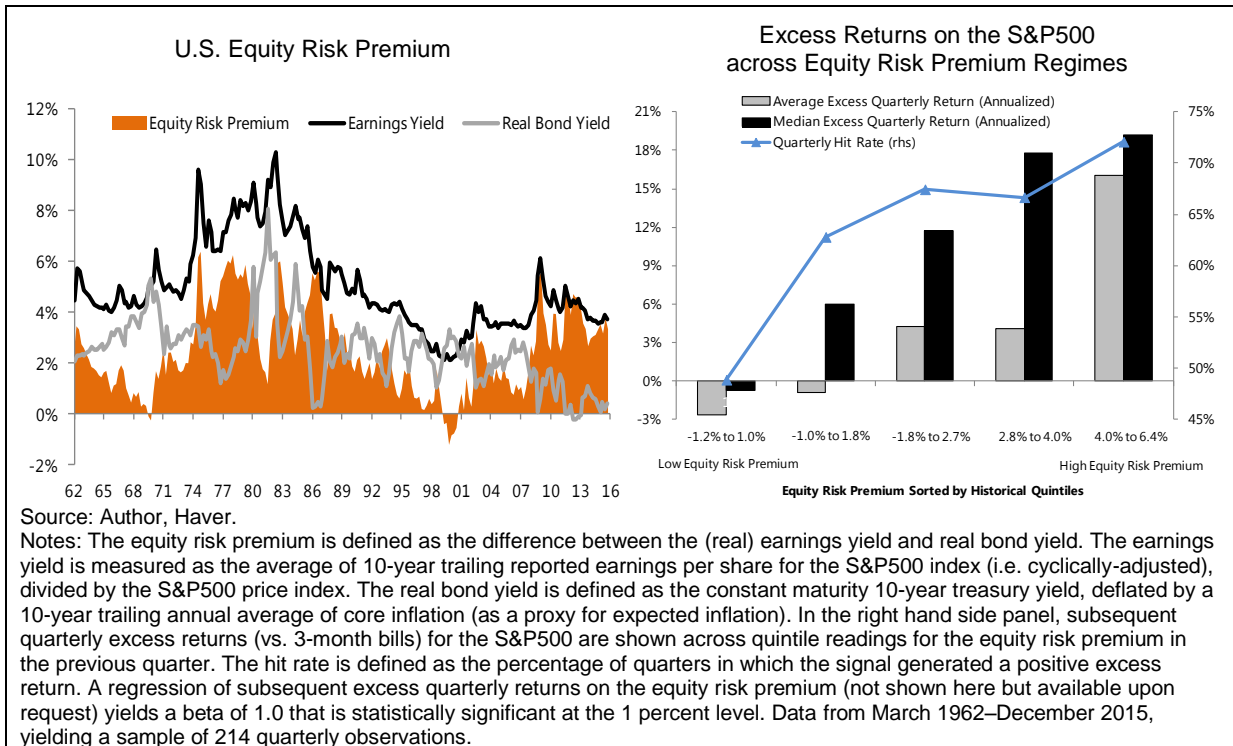 U.S. Equity Risk Premium
12%
10%
8%
6%
4%
2%
0%
-2%
Equity Risk Premium
Earnings Yield
Real Bond Yield
62 65 68 71 74 77 80 83 86 89 92 95 98 01 04 07 10 13 16
Excess Returns on the S&P500
across Equity Risk Premium Regimes
Average Excess Quarterly Return (Annualized)
Median Excess Quarterly Return (Annualized)
Quarterly Hit Rate (rhs)
21%
18%
15%
12%
9%
6%
3%
0%
-3%
75%
70%
65%
60%
55%
50%
45%
-1.2% to 1.0% -1.0% to 1.8% -1.8% to 2.7% 2.8% to 4.0% 4.0% to 6.4%
Low Equity Risk Premium High Equity Risk Premium
Equity Risk Premium Sorted by Historical Quintiles
Source: Author, Haver.
Notes: The equity risk premium is defined as the difference between the (real) earnings yield and real bond yield. The earnings
yield is measured as the average of 10-year trailing reported earnings per share for the S&P500 index (i.e. cyclically-adjusted),
divided by the S&P500 price index. The real bond yield is defined as the constant maturity 10-year treasury yield, deflated by a
10-year trailing annual average of core inflation (as a proxy for expected inflation). In the right hand side panel, subsequent
quarterly excess returns (vs. 3-month bills) for the S&P500 are shown across quintile readings for the equity risk premium in
the previous quarter. The hit rate is defined as the percentage of quarters in which the signal generated a positive excess
return. A regression of subsequent excess quarterly returns on the equity risk premium (not shown here but available upon
request) yields a beta of 1.0 that is statistically significant at the 1 percent level. Data from March 1962–December 2015,
yielding a sample of 214 quarterly observations.